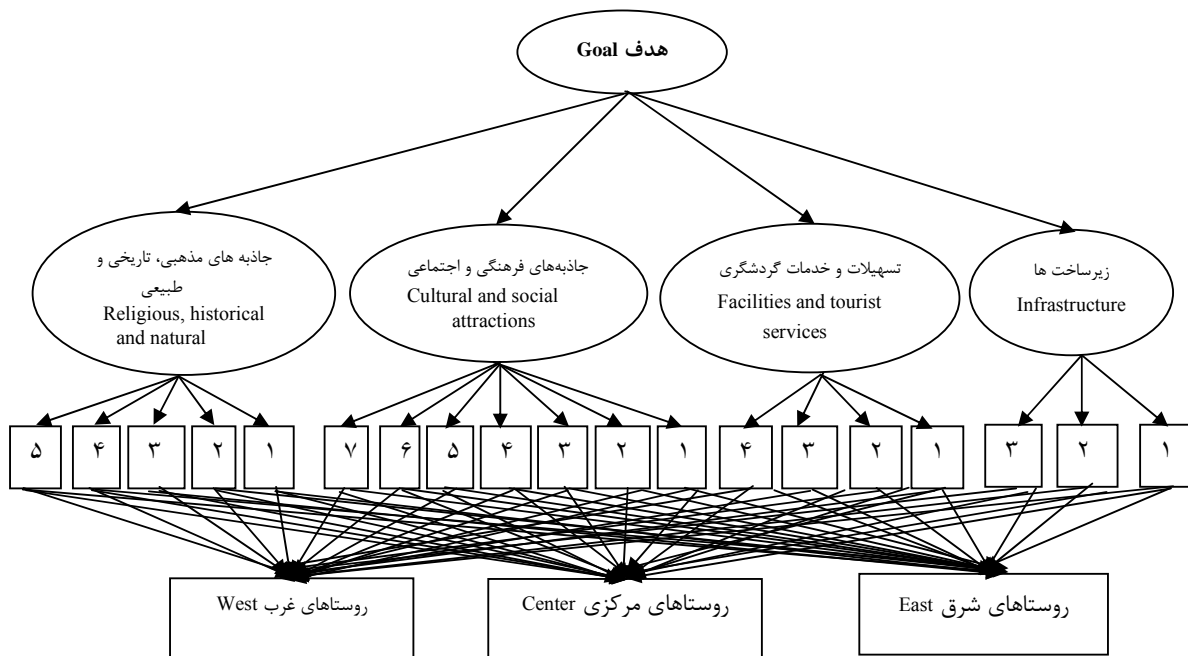 هدف Goal
جاذبه های مذهبی، تاریخی و
طبیعی
Religious, historical
and natural
جاذبه‌های فرهنگی و اجتماعی
Cultural and social
attractions
تسهیلات و خدمات گردشگری
Facilities and tourist
services
زیرساخت ها
Infrastructure
۵ ۴ ۳ ۲ ۱ ۷ ۶ ۵ ۴ ۳ ۲ ۱ ۴ ۳ ۲ ۱ ۳ ۲ ۱
روستاهای غرب West
روستاهای مرکزی Center
روستاهای شرق East